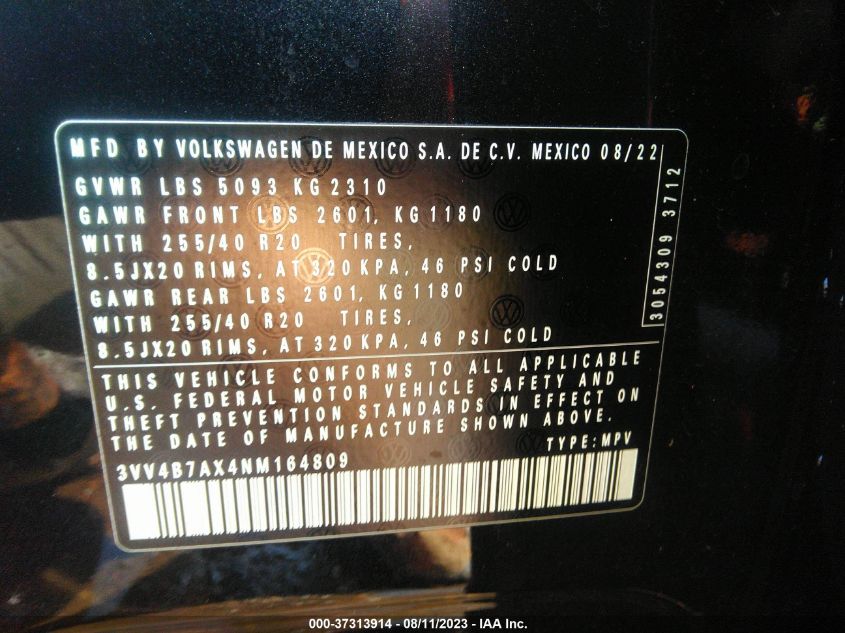 MFD BY VOLKSWAGEN DE MEXICO S.A. DE C.V. MEXICO 08/22
GVWR LBS 5093 KG 2310
GAWR FRONT LBS 2601, KG 1180
WITH 255/40 R20 TIRES,
8.5JX20 RIMS, AT 320 KPA, 46 PSI COLD
GAWR REAR LBS 2601, KG 1180
WITH 255/40 R20 TIRES,
8.5JX20 RIMS, AT 320 KPA, 46 PSI COLD
3054309 3712
THIS VEHICLE CONFORMS TO ALL APPLICABLE
U.S. FEDERAL MOTOR VEHICLE SAFETY AND
THEFT PREVENTION STANDARDS IN EFFECT ON
THE DATE OF MANUFACTURE SHOWN ABOVE.
TYPE: MPV
3VV4B7AX4NM164809
000-37313914 - 08/11/2023 - IAA Inc.